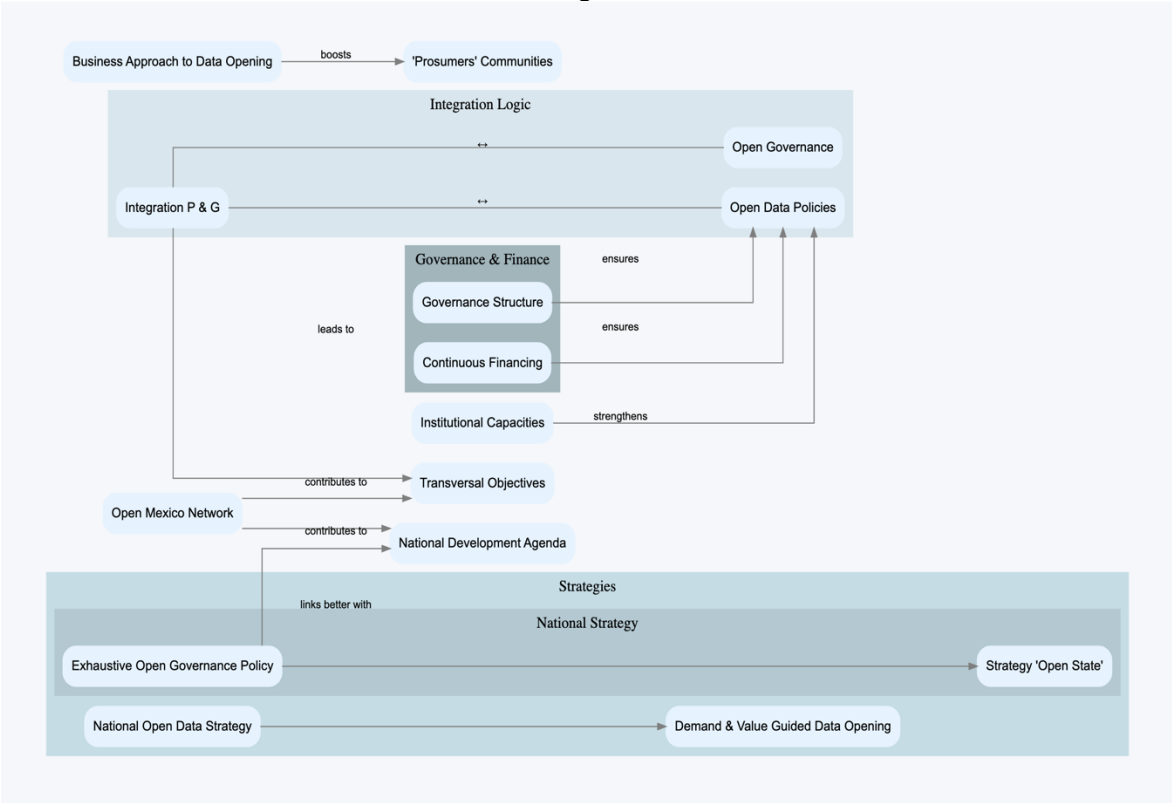 Business Approach to Data Opening
boosts
'Prosumers' Communities
Integration Logic
↔
Open Governance
Integration P & G
↔
Open Data Policies
Governance & Finance
ensures
Governance Structure
leads to
ensures
Continuous Financing
Institutional Capacities
strengthens
contributes to
Transversal Objectives
Open Mexico Network
contributes to
National Development Agenda
Strategies
links better with
National Strategy
Exhaustive Open Governance Policy
Strategy 'Open State'
National Open Data Strategy
Demand & Value Guided Data Opening